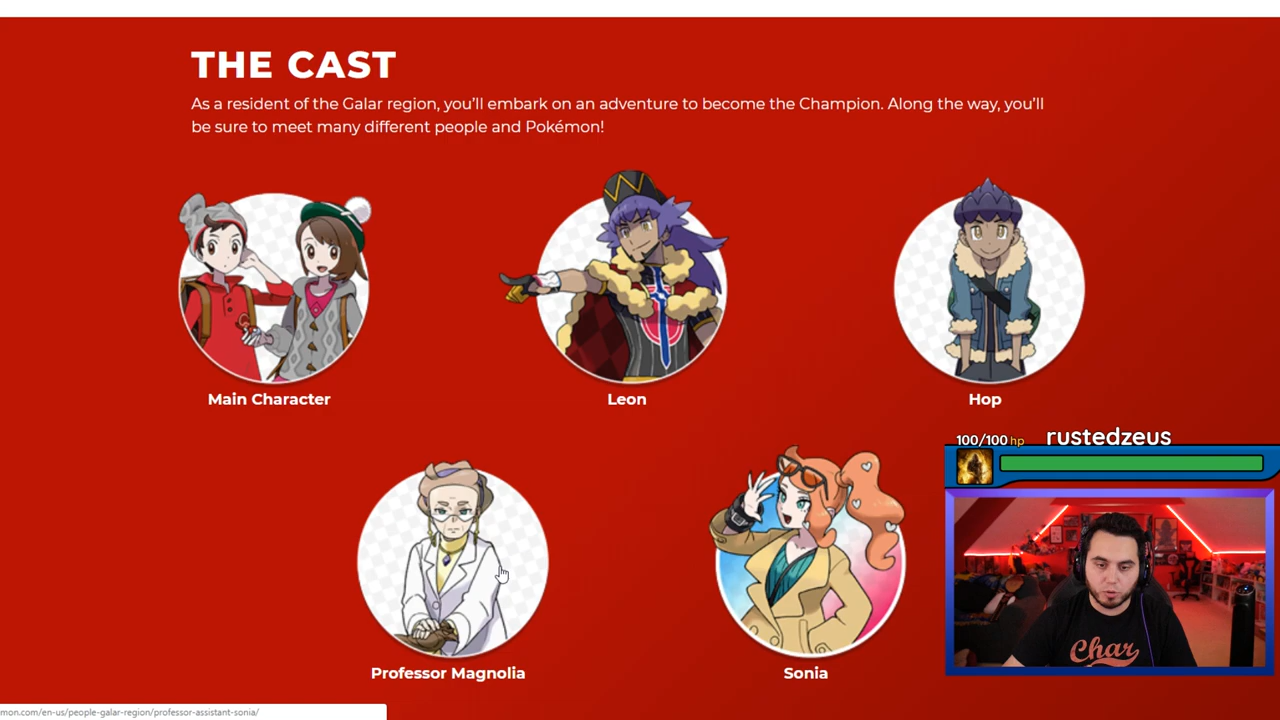 THE CAST
As a resident of the Galar region, you'll embark on an adventure to become the Champion. Along the way, you'll
be sure to meet many different people and Pokémon!
Main Character
Leon
Hop
100/100 hp
rustedzeus
Professor Magnolia
Sonia
Char
mon.com/en-us/people-galar-region/professor-assistant-sonia/